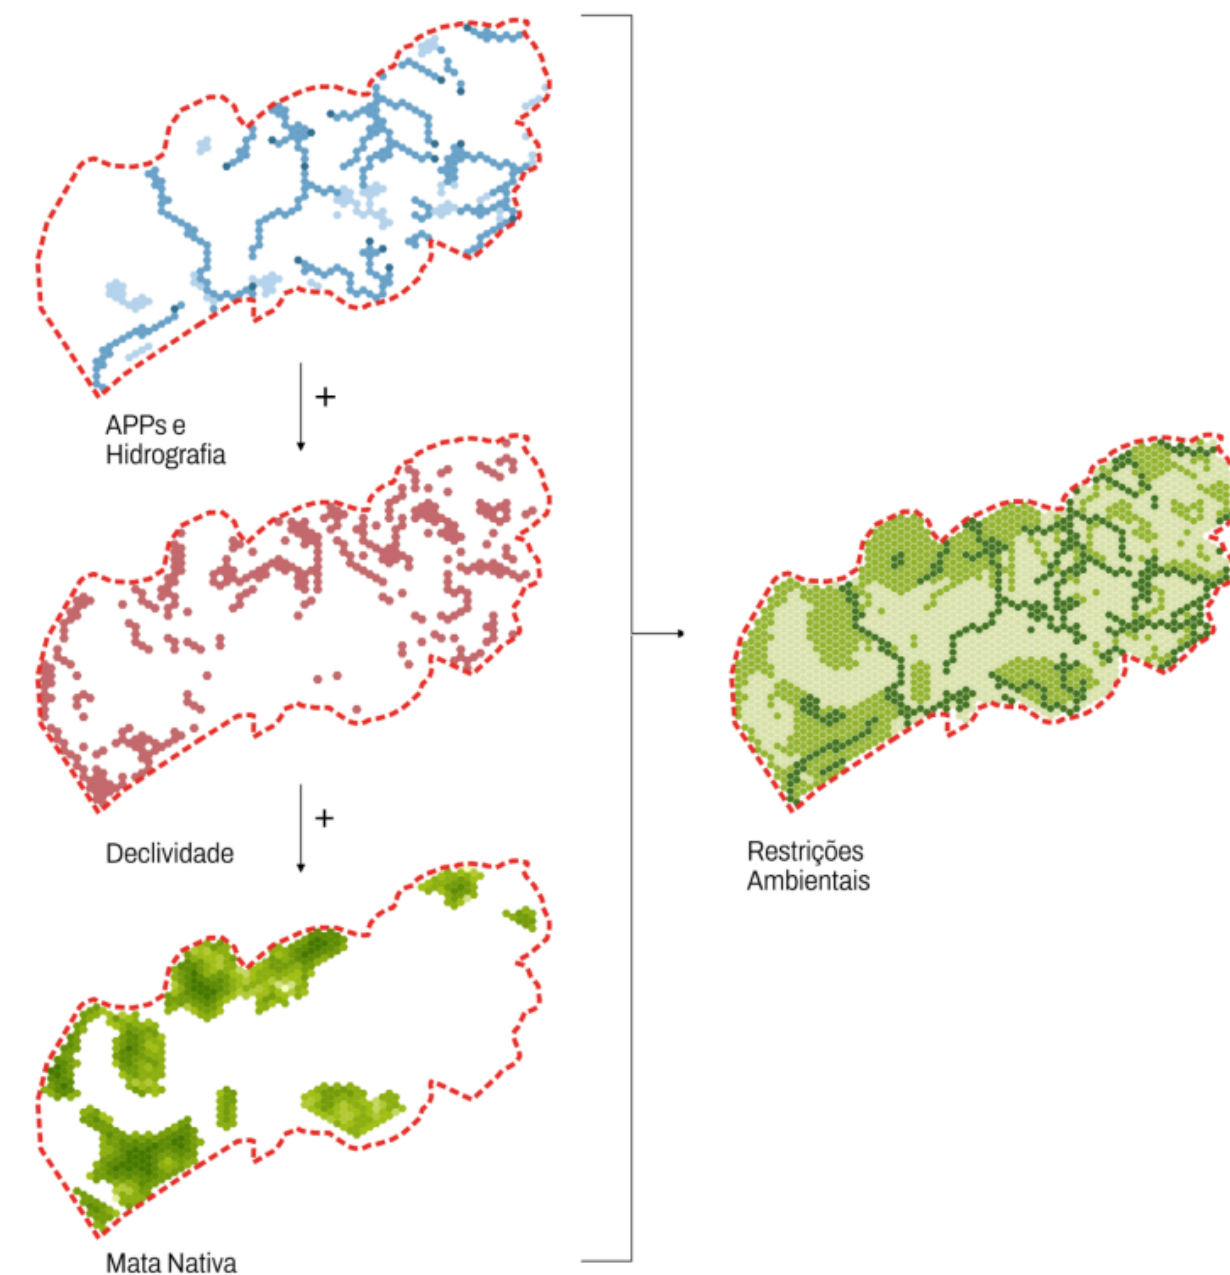 +
APPs e
Hidrografia
+
Declividade
Mata Nativa
Restrições
Ambientais